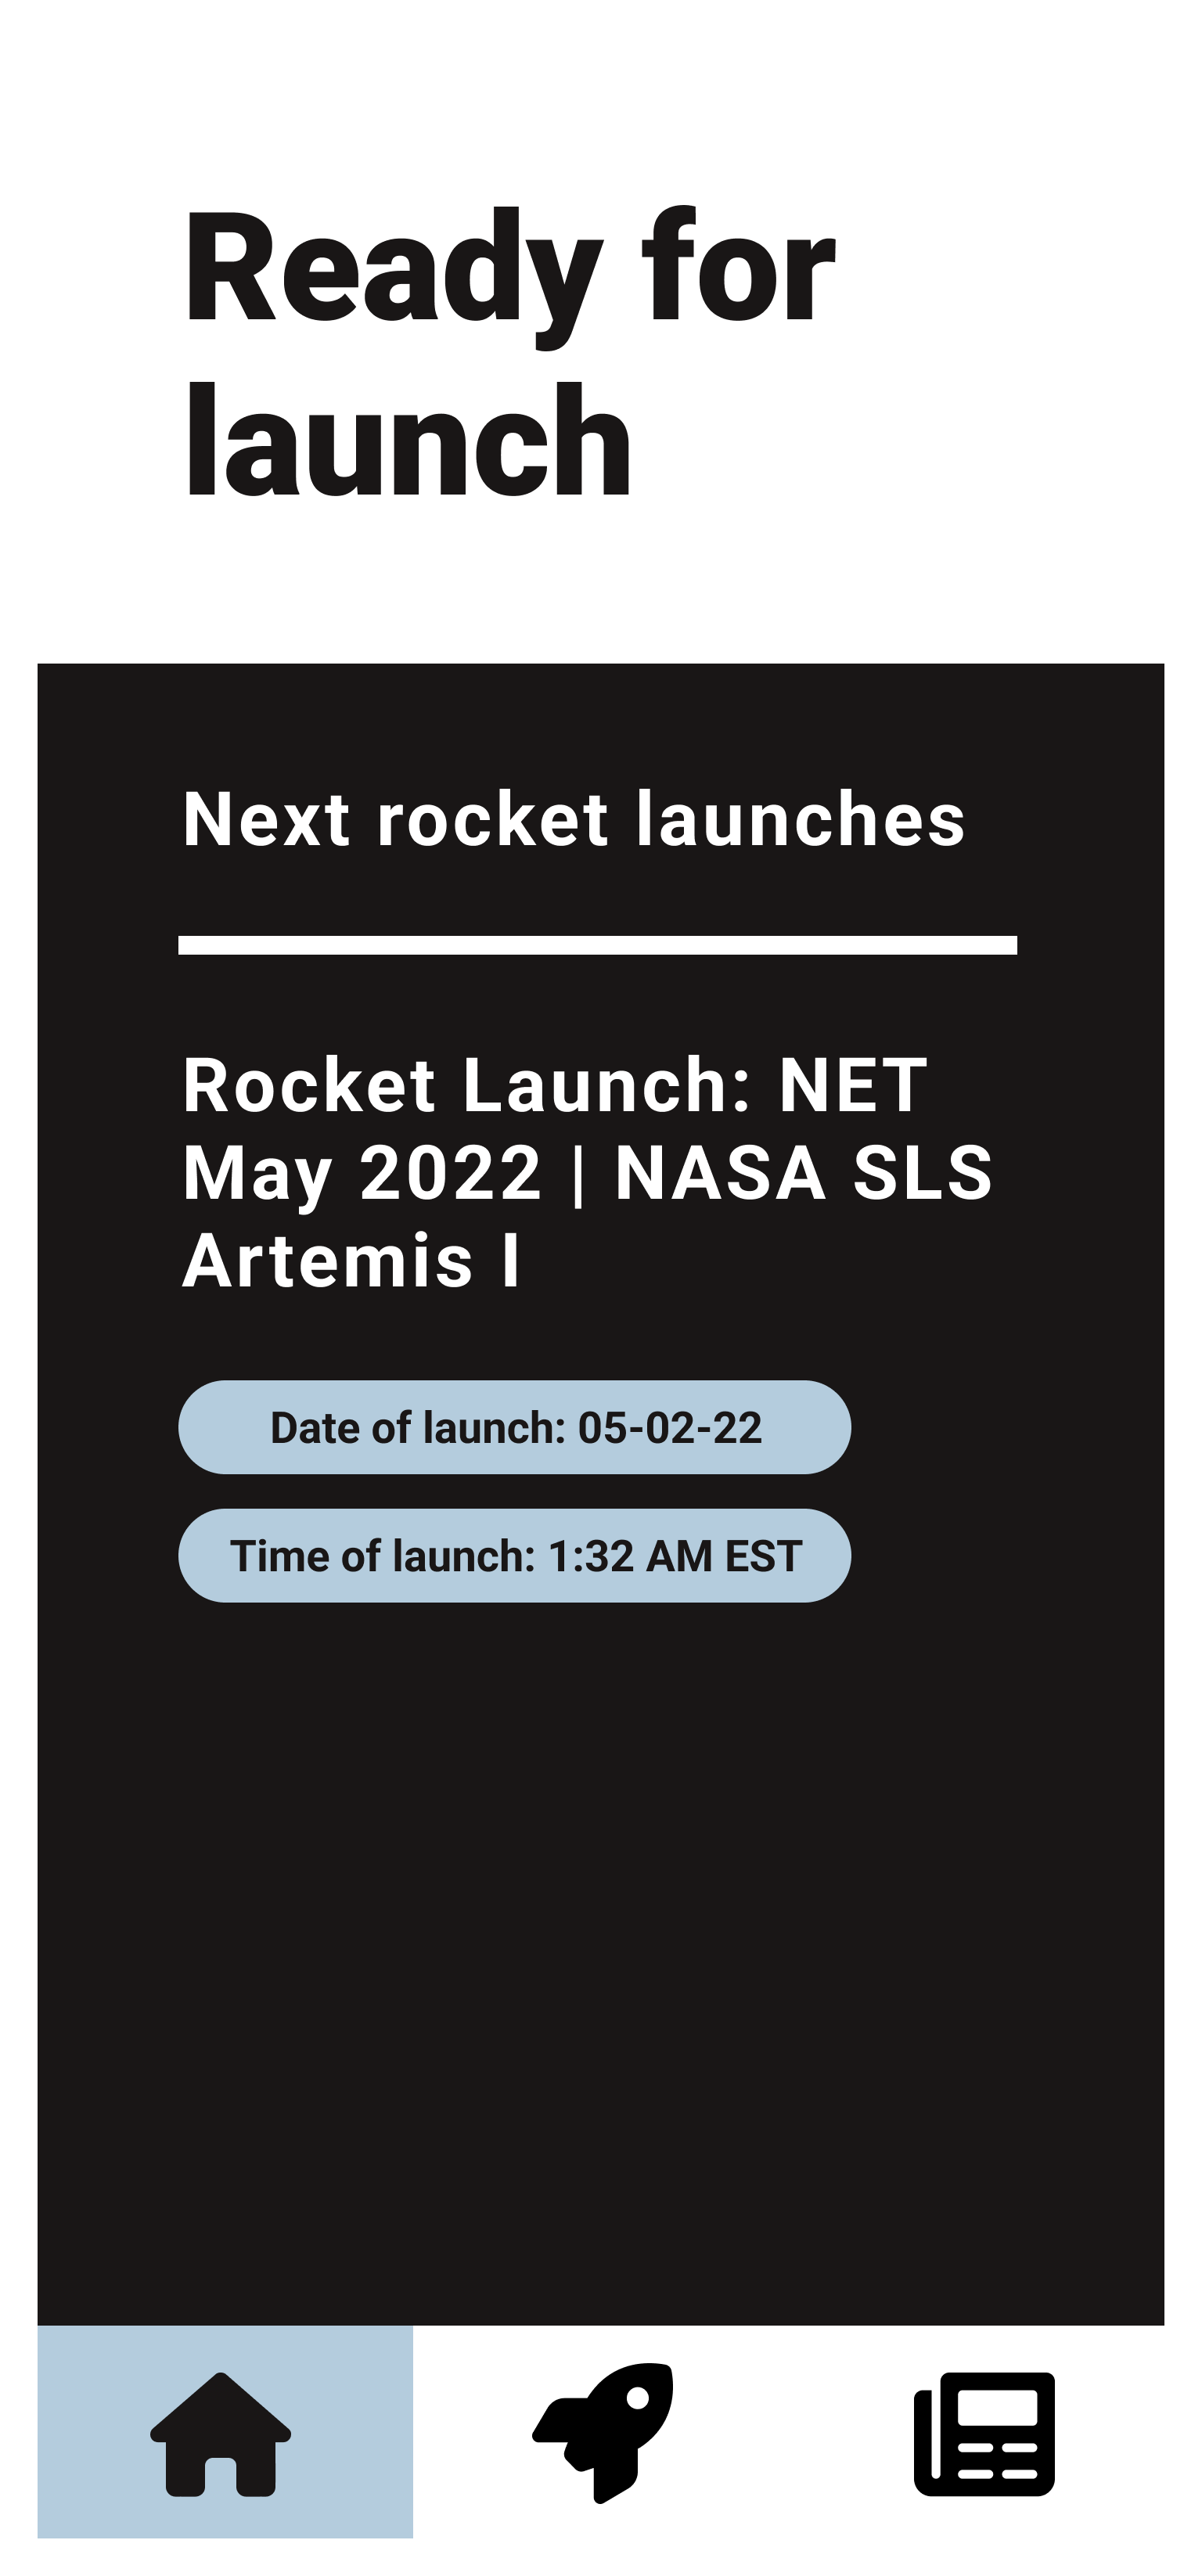 Ready for
launch
Next rocket launches
Rocket Launch: NET
May 2022 | NASA SLS
Artemis I
Date of launch: 05-02-22
Time of launch: 1:32 AM EST